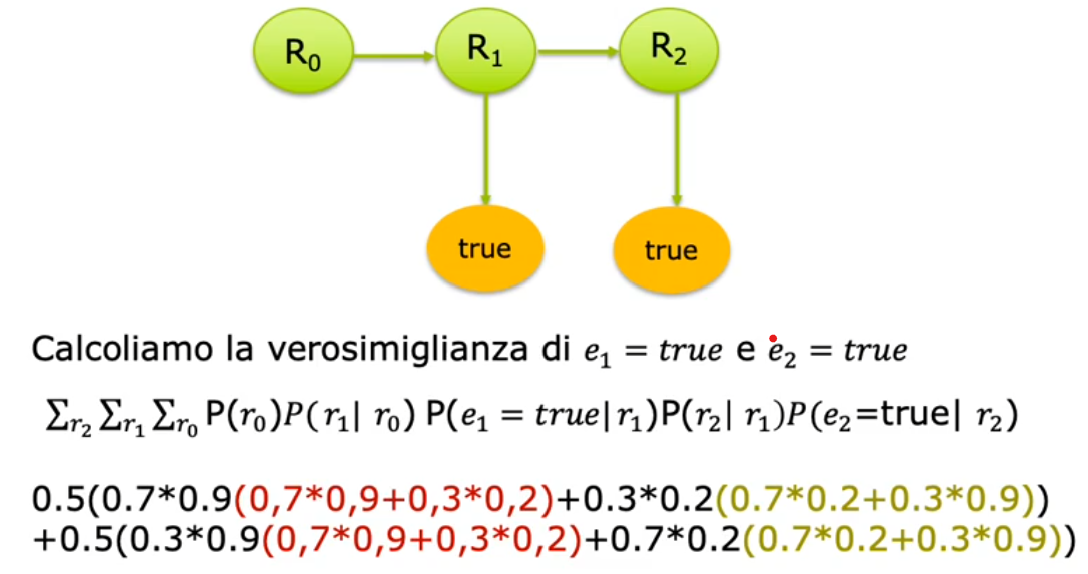 R₀ R₁ R₂
true true
Calcoliamo la verosimiglianza di e₁ = true e e₂ = true
∑r₂ ∑r₁ ∑r₀ P(r₀)P(r₁| r₀) P(e₁ = true|r₁)P(r₂| r₁)P(e₂=true| r₂)
0.5(0.7*0.9(0,7*0,9+0,3*0,2)+0.3*0.2(0.7*0.2+0.3*0.9))
+0.5(0.3*0.9(0,7*0,9+0,3*0,2)+0.7*0.2(0.7*0.2+0.3*0.9))